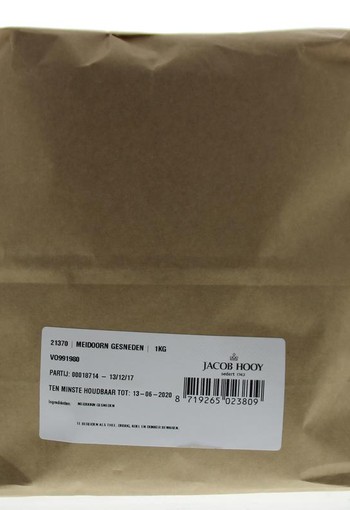 21370 | MEIDOORN GESNEDEN | 1KG
VO991980
PARTIJ: 00018714 – 13/12/17
TEN MINSTE HOUDBAAR TOT: 13-06-2020
Ingrediënten: MEIDOORN GESNEDEN
JACOB HOOY
8 719265 023809